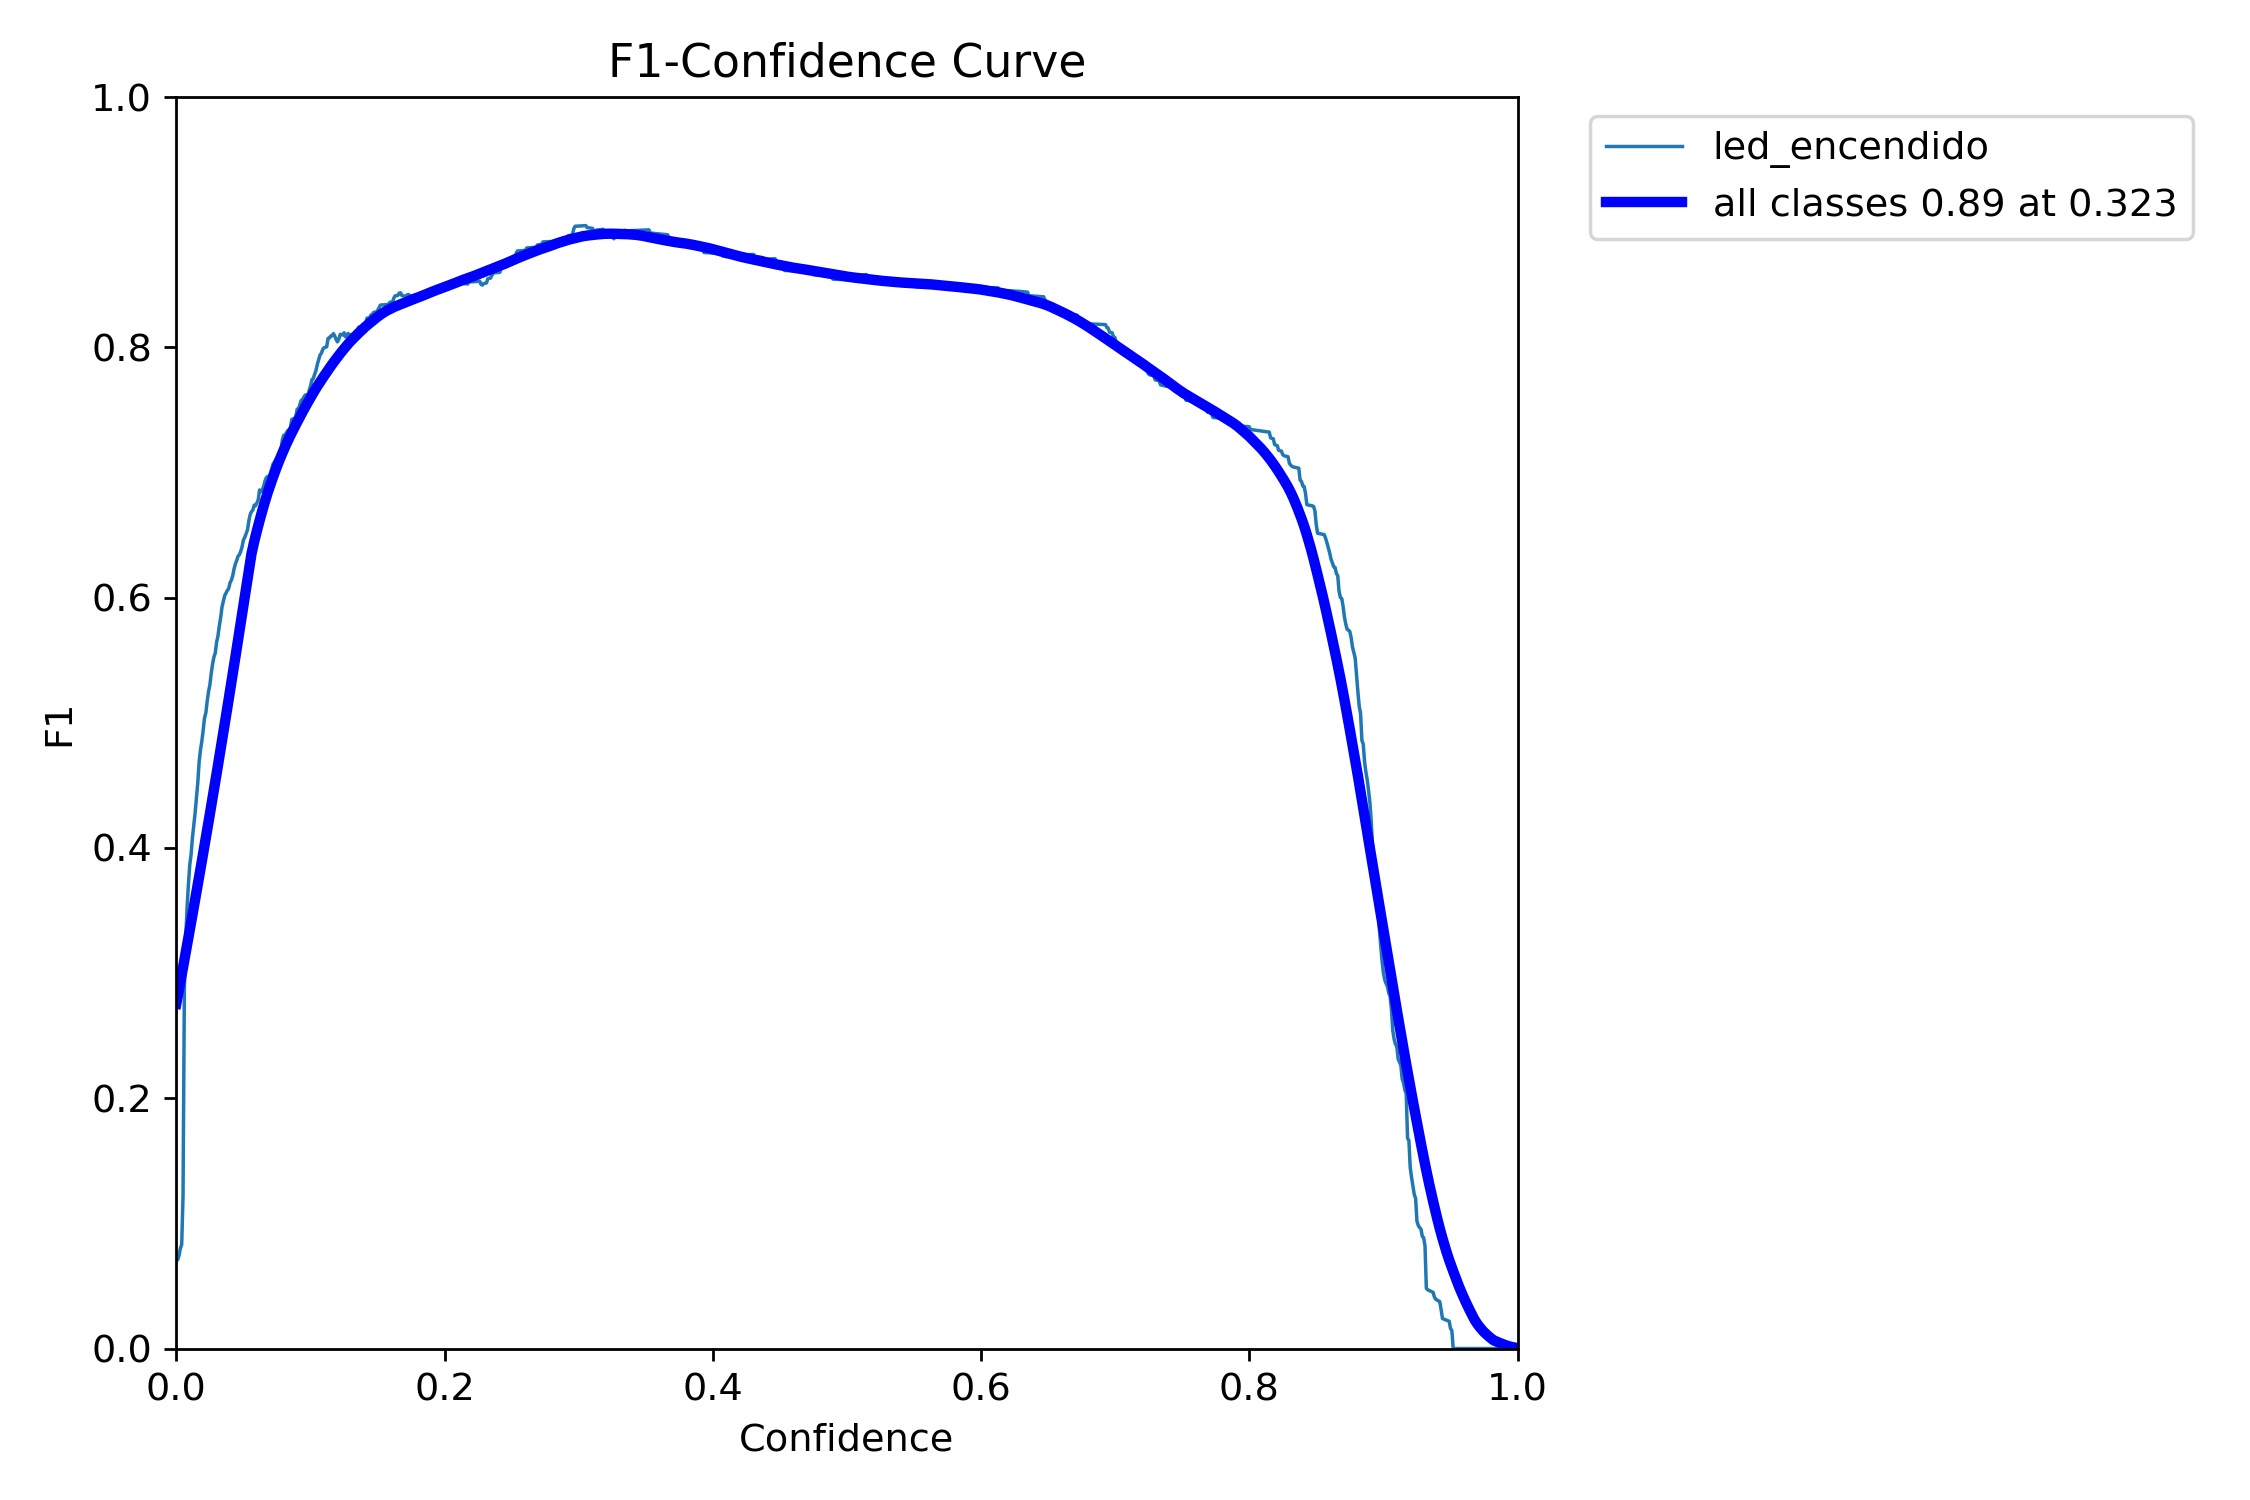 F1-Confidence Curve
1.0
0.8
0.6
0.4
0.2
0.0
F1
0.0 0.2 0.4 0.6 0.8 1.0
Confidence
led_encendido
all classes 0.89 at 0.323